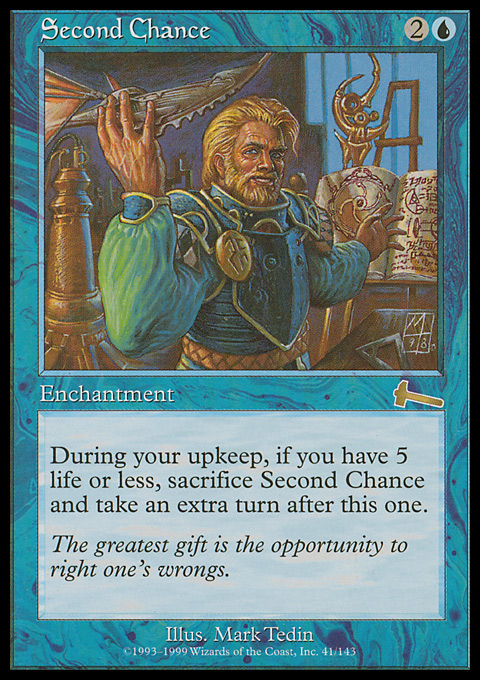 Second Chance
2
Enchantment
During your upkeep, if you have 5
life or less, sacrifice Second Chance
and take an extra turn after this one.
The greatest gift is the opportunity to
right one's wrongs.
Illus. Mark Tedin
©1993–1999 Wizards of the Coast, Inc. 41/143